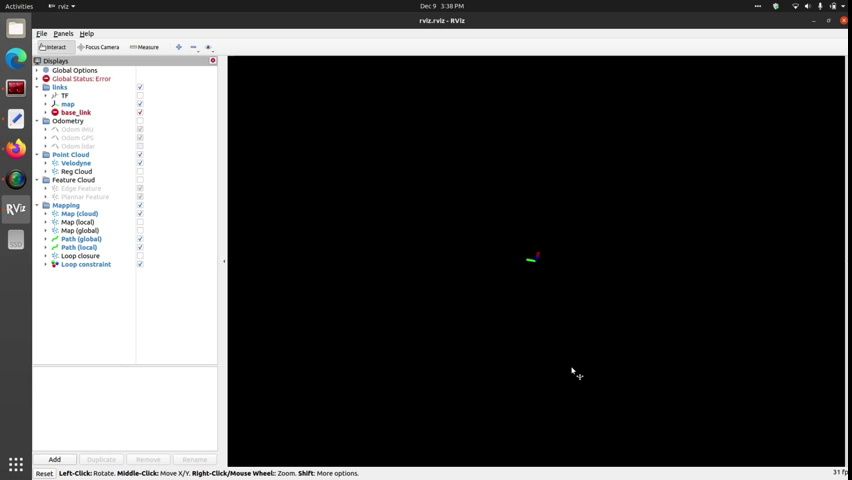 Activities rviz Dec 9 3:38 PM
rviz.rviz - RViz
File Panels Help
Interact Focus Camera Measure
Displays
Global Options
Global Status: Error
links
TF
map
base_link
Odometry
Odom IMU
Odom GPS
Odom lidar
Point Cloud
Velodyne
Reg Cloud
Feature Cloud
Edge Feature
Plannar Feature
Mapping
Map (cloud)
Map (local)
Map (global)
Path (global)
Path (local)
Loop closure
Loop constraint
RViz
SSD
Add Duplicate Remove Rename
Reset Left-Click: Rotate. Middle-Click: Move X/Y. Right-Click/Mouse Wheel:: Zoom. Shift: More options. 31 fp